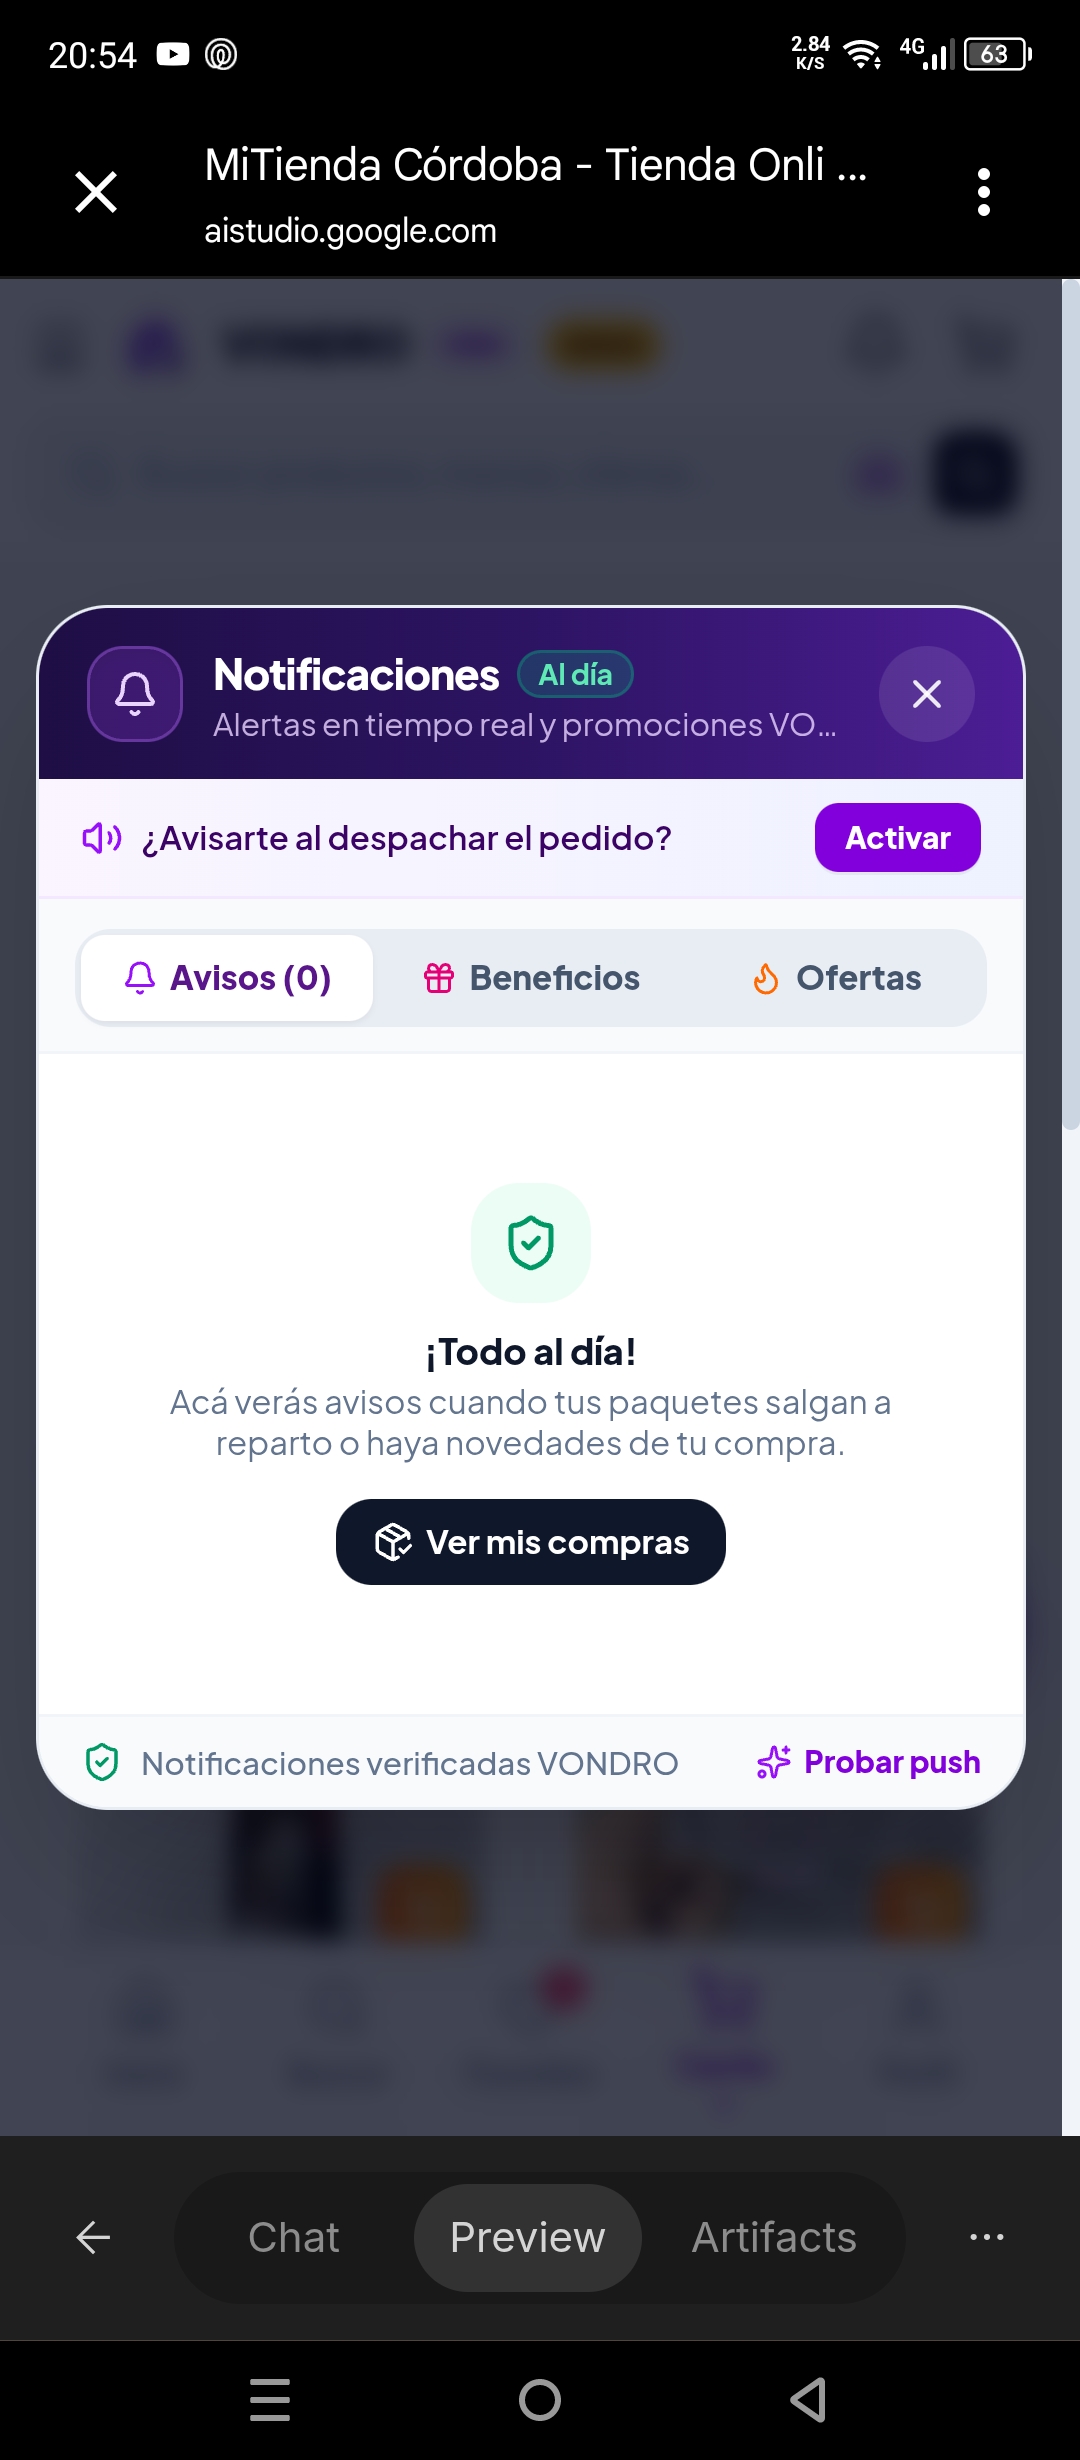 20:54
2.84
K/S
4G
63
MiTienda Córdoba - Tienda Onli ...
aistudio.google.com
Notificaciones
Al día
Alertas en tiempo real y promociones VO...
¿Avisarte al despachar el pedido?
Activar
Avisos (0)
Beneficios
Ofertas
¡Todo al día!
Acá verás avisos cuando tus paquetes salgan a
reparto o haya novedades de tu compra.
Ver mis compras
Notificaciones verificadas VONDRO
Probar push
Chat
Preview
Artifacts